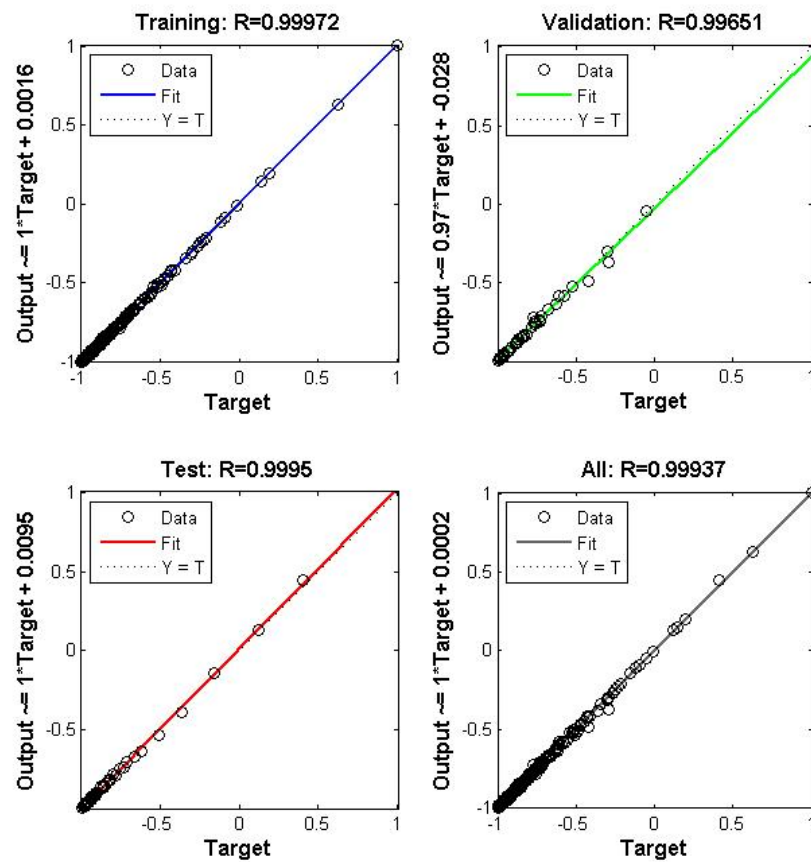 Training: R=0.99972
Output ~= 1*Target + 0.0016
1
0.5
0
-0.5
-1
Data
Fit
Y = T
-1
-0.5
0
0.5
1
Target
Validation: R=0.99651
Output ~= 0.97*Target + -0.028
1
0.5
0
-0.5
Data
Fit
Y = T
-0.5
0
0.5
1
Target
Test: R=0.9995
Output ~= 1*Target + 0.0095
1
0.5
0
-0.5
Data
Fit
Y = T
-0.5
0
0.5
1
Target
All: R=0.99937
Output ~= 1*Target + 0.0002
1
0.5
0
-0.5
-1
Data
Fit
Y = T
-1
-0.5
0
0.5
1
Target